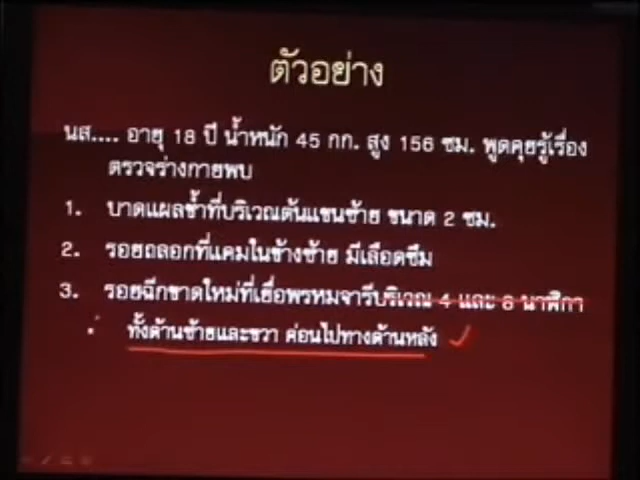 ตัวอย่าง
นส.... อายุ 18 ปี น้ำหนัก 45 กก. สูง 156 ซม. พูดคุยรู้เรื่อง
ตรวจร่างกายพบ
1. บาดแผลช้ำที่บริเวณต้นแขนซ้าย ขนาด 2 ซม.
2. รอยถลอกที่แคมในข้างซ้าย มีเลือดซึม
3. รอยฉีกขาดใหม่ที่เยื่อพรหมจารีบริเวณ 4 และ 8 นาฬิกา
ทั้งด้านซ้ายและขวา ค่อนไปทางด้านหลัง